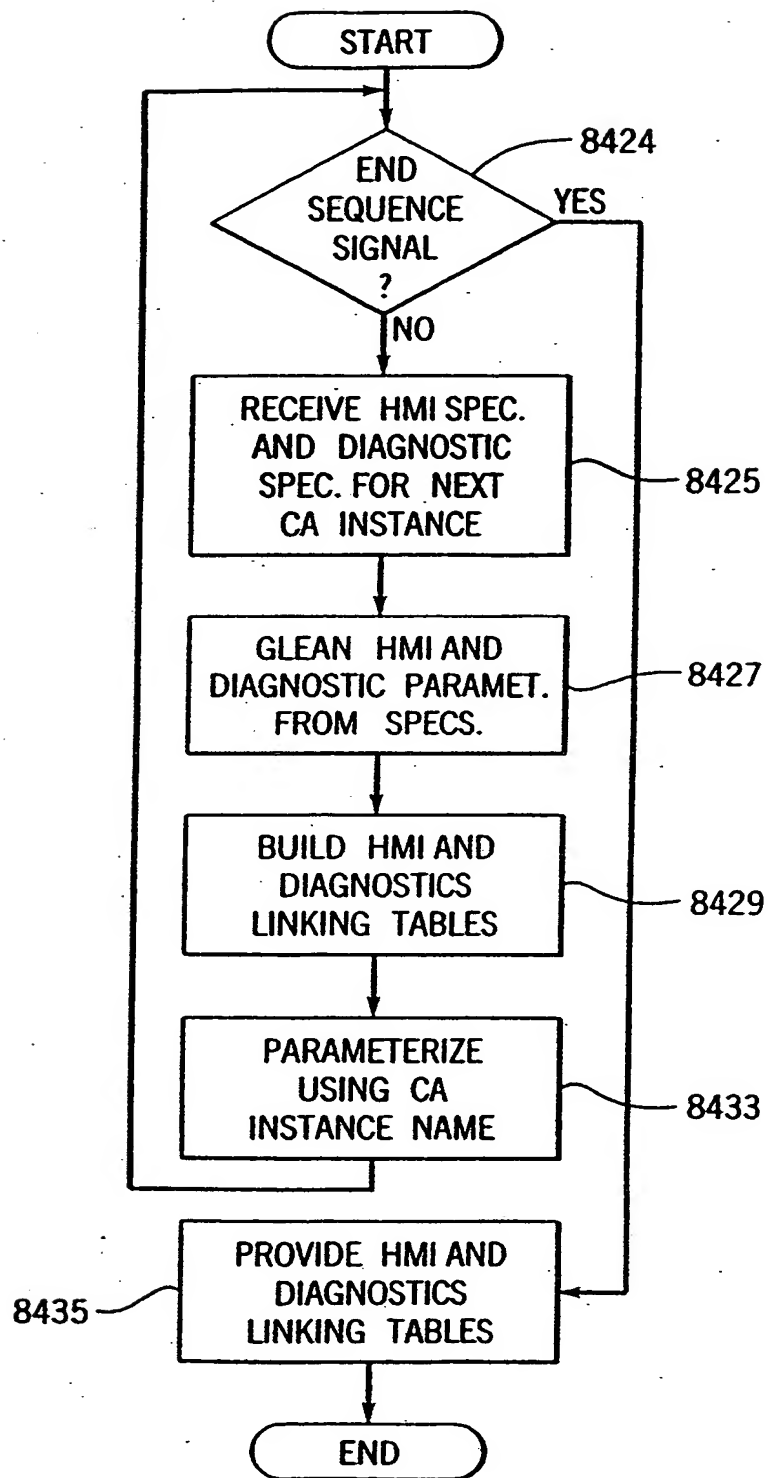 START
8424
END
SEQUENCE
SIGNAL
?
YES
NO
RECEIVE HMI SPEC.
AND DIAGNOSTIC
SPEC. FOR NEXT
CA INSTANCE
8425
GLEAN HMI AND
DIAGNOSTIC PARAMET.
FROM SPECS.
8427
BUILD HMI AND
DIAGNOSTICS
LINKING TABLES
8429
PARAMETERIZE
USING CA
INSTANCE NAME
8433
PROVIDE HMI AND
DIAGNOSTICS
LINKING TABLES
8435
END